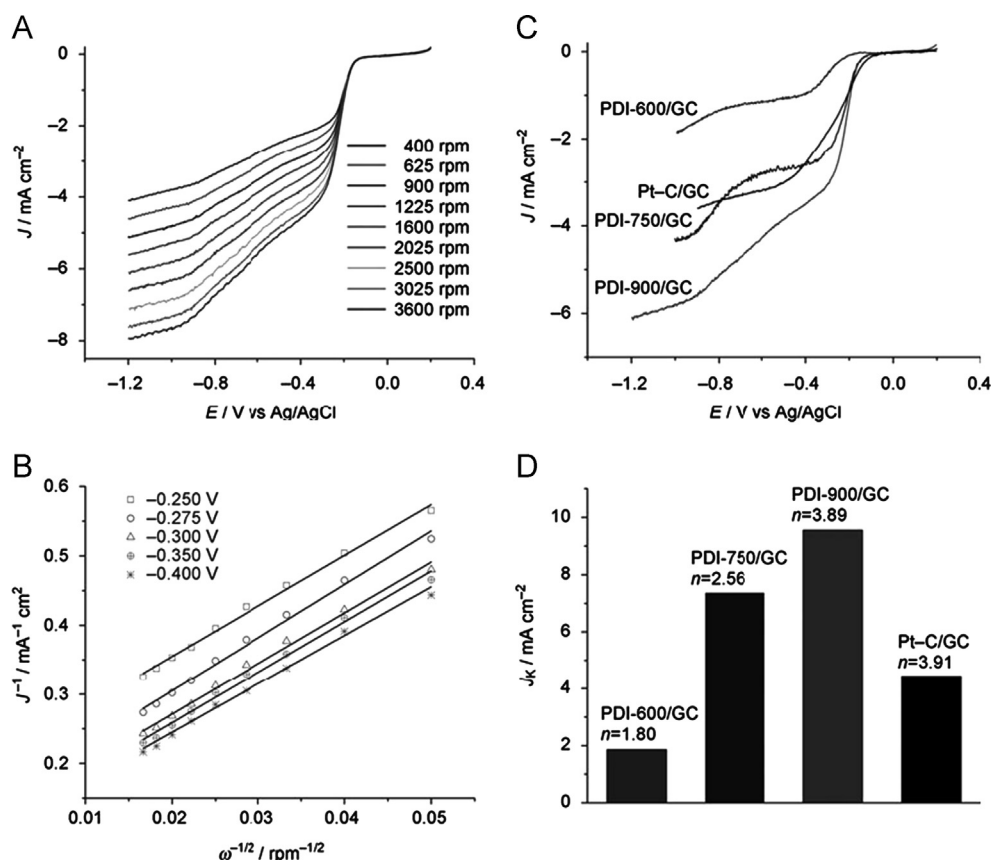 A
0
−2
−4
−6
−8
J / mA cm⁻²
400 rpm
625 rpm
900 rpm
1225 rpm
1600 rpm
2025 rpm
2500 rpm
3025 rpm
3600 rpm
−1.2 −0.8 −0.4 0.0 0.4
E / V vs Ag/AgCl
C
0
−2
−4
−6
J / mA cm⁻²
PDI-600/GC
Pt–C/GC
PDI-750/GC
PDI-900/GC
−1.2 −0.8 −0.4 0.0 0.4
E / V vs Ag/AgCl
B
0.6
0.5
0.4
0.3
0.2
J⁻¹ / mA⁻¹ cm²
−0.250 V
−0.275 V
−0.300 V
−0.350 V
−0.400 V
0.01 0.02 0.03 0.04 0.05
ω⁻¹/² / rpm⁻¹/²
D
10
8
6
4
2
0
Jᴋ / mA cm⁻²
PDI-600/GC
n=1.80
PDI-750/GC
n=2.56
PDI-900/GC
n=3.89
Pt–C/GC
n=3.91